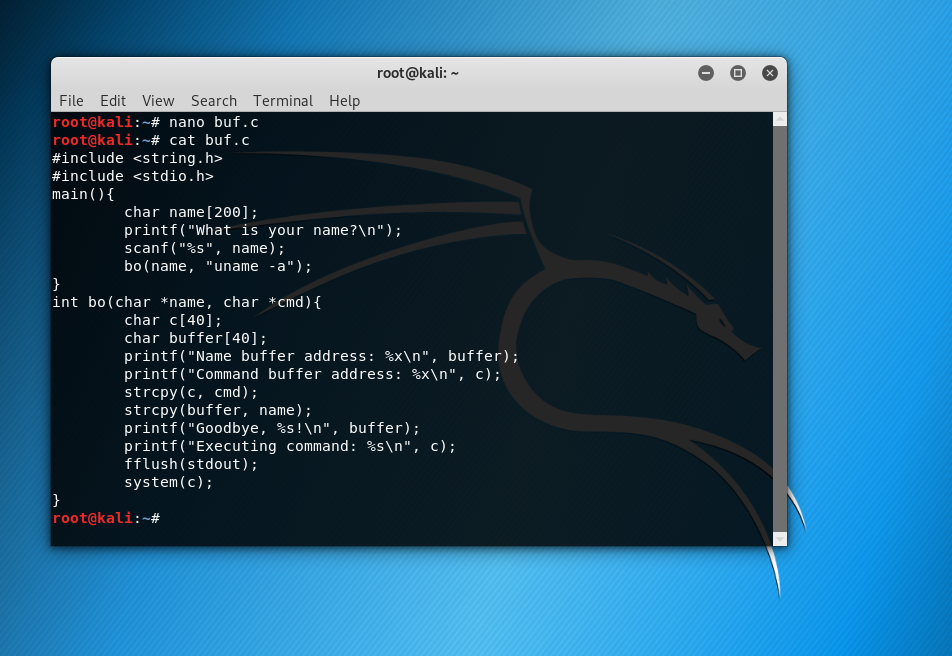 root@kali: ~
File Edit View Search Terminal Help
root@kali:~# nano buf.c
root@kali:~# cat buf.c
#include <string.h>
#include <stdio.h>
main(){
        char name[200];
        printf("What is your name?\n");
        scanf("%s", name);
        bo(name, "uname -a");
}
int bo(char *name, char *cmd){
        char c[40];
        char buffer[40];
        printf("Name buffer address: %x\n", buffer);
        printf("Command buffer address: %x\n", c);
        strcpy(c, cmd);
        strcpy(buffer, name);
        printf("Goodbye, %s!\n", buffer);
        printf("Executing command: %s\n", c);
        fflush(stdout);
        system(c);
}
root@kali:~#